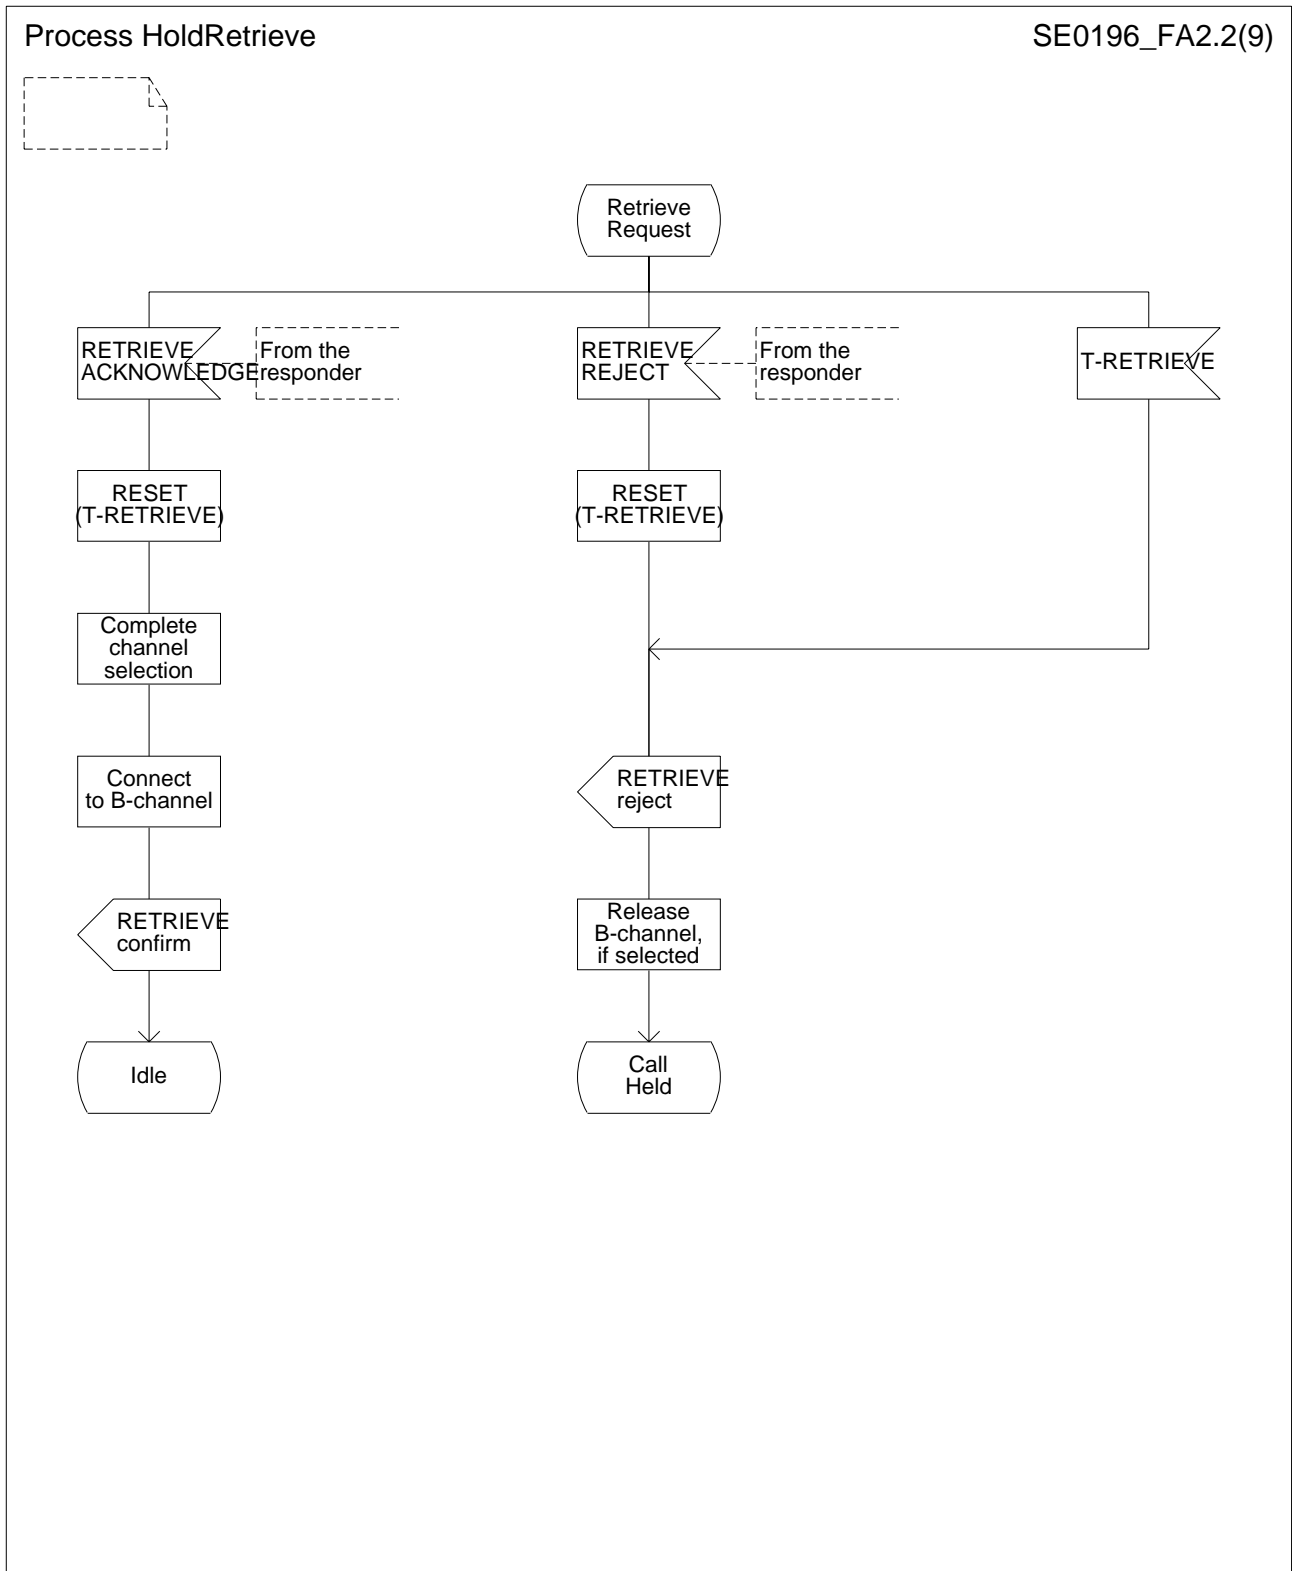 Process HoldRetrieve
SE0196_FA2.2(9)
Retrieve
Request
RETRIEVE
ACKNOWLEDGE
From the
responder
RETRIEVE
REJECT
From the
responder
T-RETRIEVE
RESET
(T-RETRIEVE)
RESET
(T-RETRIEVE)
Complete
channel
selection
Connect
to B-channel
RETRIEVE
reject
RETRIEVE
confirm
Release
B-channel,
if selected
Idle
Call
Held